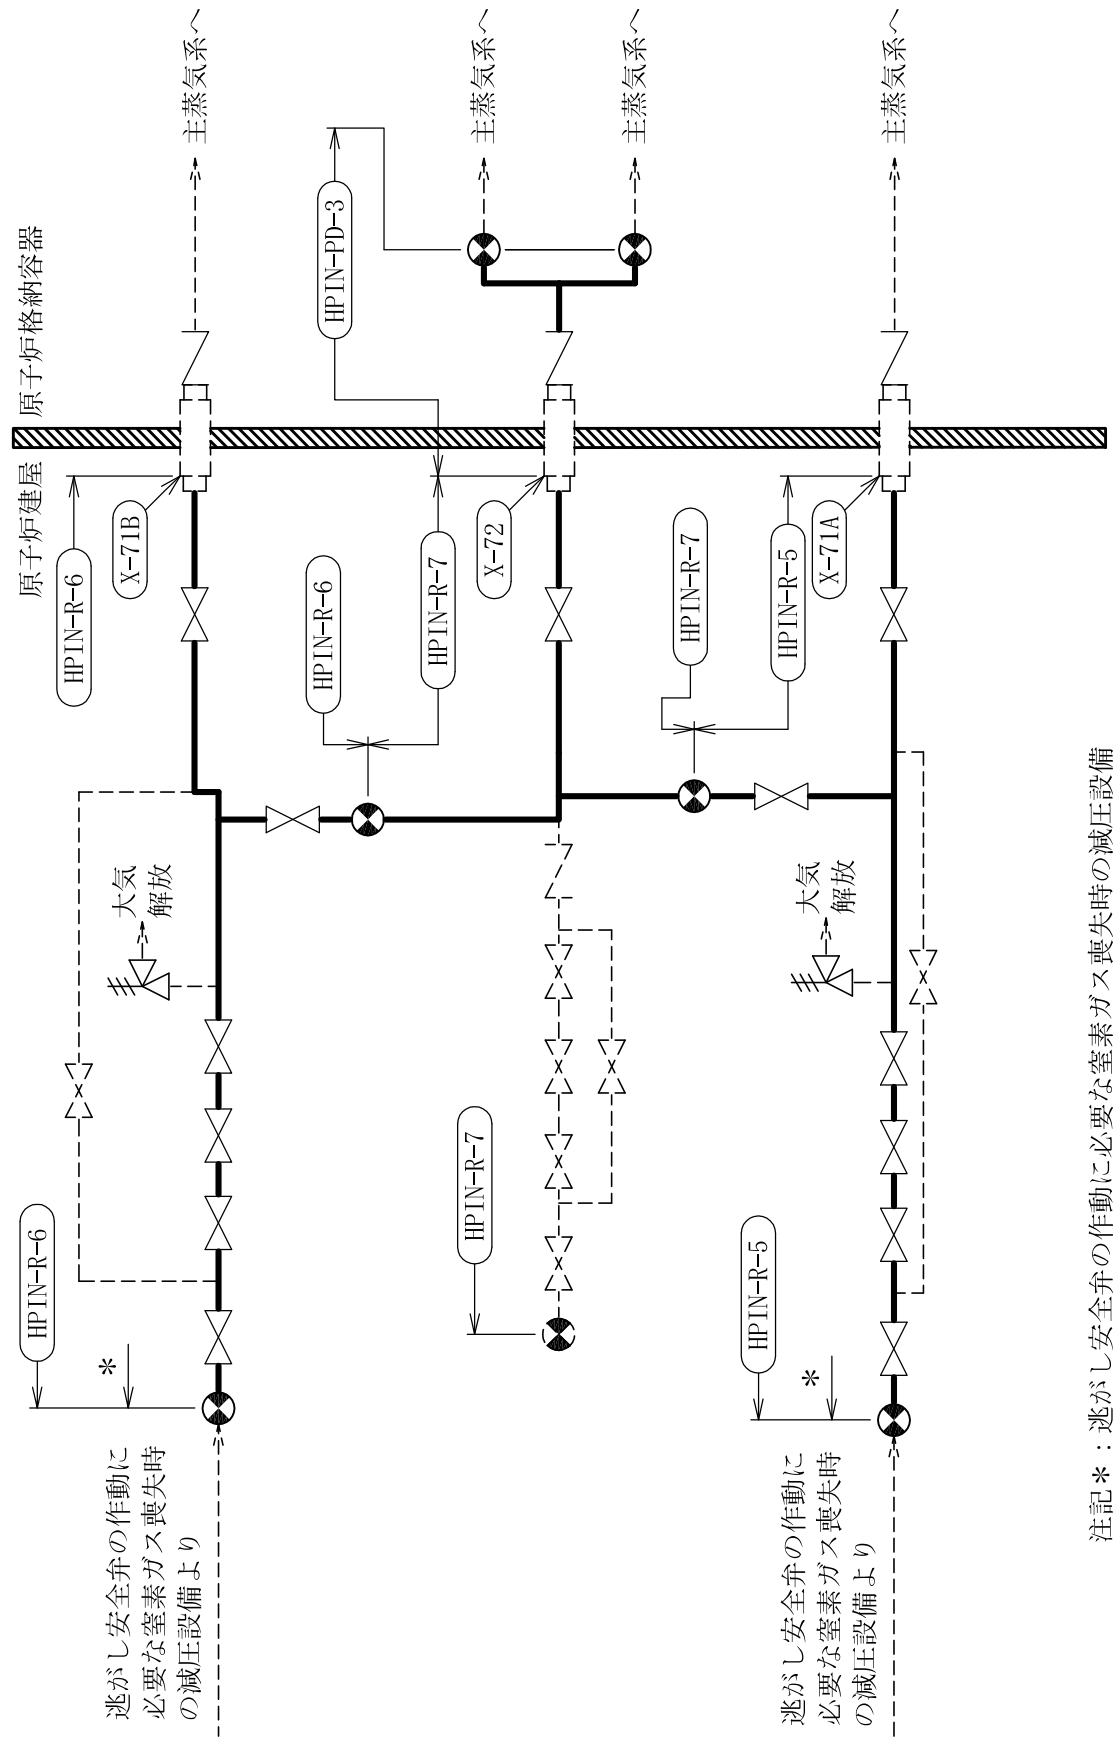 逃がし安全弁の作動に
必要な窒素ガス喪失時
の減圧設備より
HPIN-R-6
*
大気
解放
HPIN-R-6
X-71B
原子炉建屋
原子炉格納容器
主蒸気系へ
HPIN-R-7
HPIN-R-6
HPIN-R-7
X-72
HPIN-PD-3
主蒸気系へ
主蒸気系へ
逃がし安全弁の作動に
必要な窒素ガス喪失時
の減圧設備より
HPIN-R-5
*
大気
解放
HPIN-R-7
HPIN-R-5
X-71A
主蒸気系へ
注記*:逃がし安全弁の作動に必要な窒素ガス喪失時の減圧設備